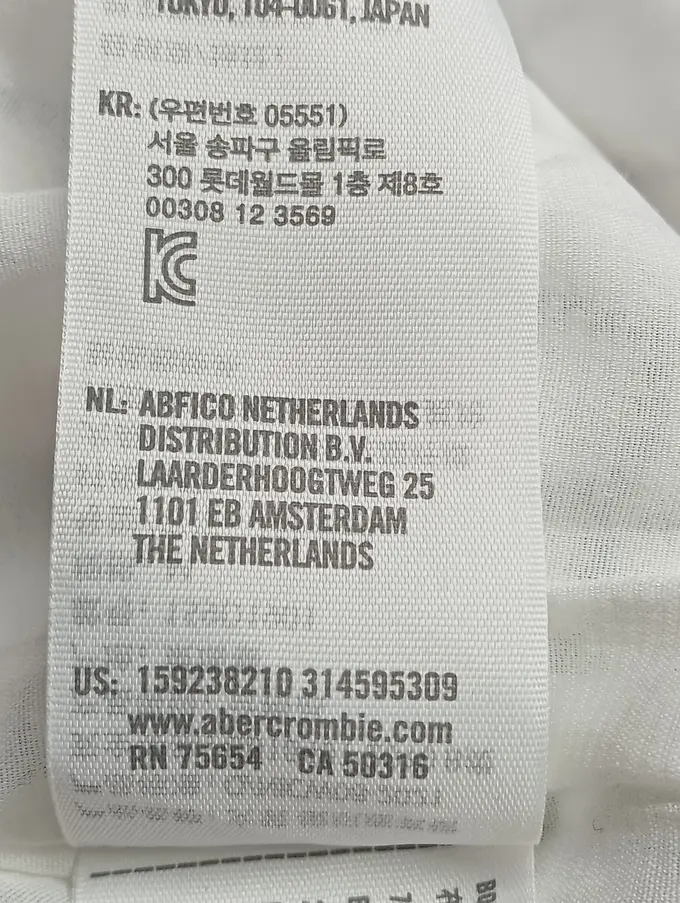 TOKYO, 104-0061, JAPAN
KR: (우편번호 05551)
서울 송파구 올림픽로
300 롯데월드몰 1층 제8호
00308 12 3569
KC
NL: ABFICO NETHERLANDS
DISTRIBUTION B.V.
LAARDERHOOGTWEG 25
1101 EB AMSTERDAM
THE NETHERLANDS
US: 159238210 314595309
www.abercrombie.com
RN 75654 CA 50316